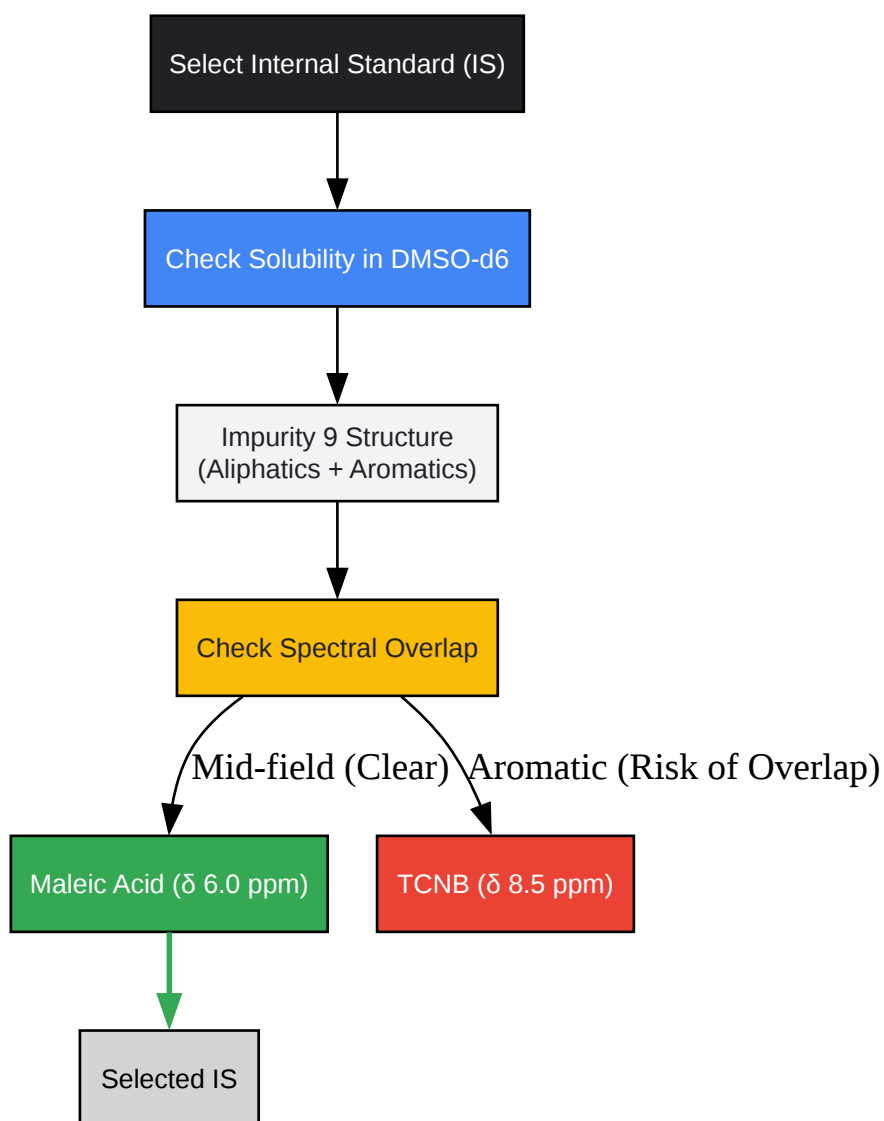 Select Internal Standard (IS)
Check Solubility in DMSO-d6
Impurity 9 Structure
(Aliphatics + Aromatics)
Check Spectral Overlap
Mid-field (Clear)
Aromatic (Risk of Overlap)
Maleic Acid (δ 6.0 ppm)
TCNB (δ 8.5 ppm)
Selected IS